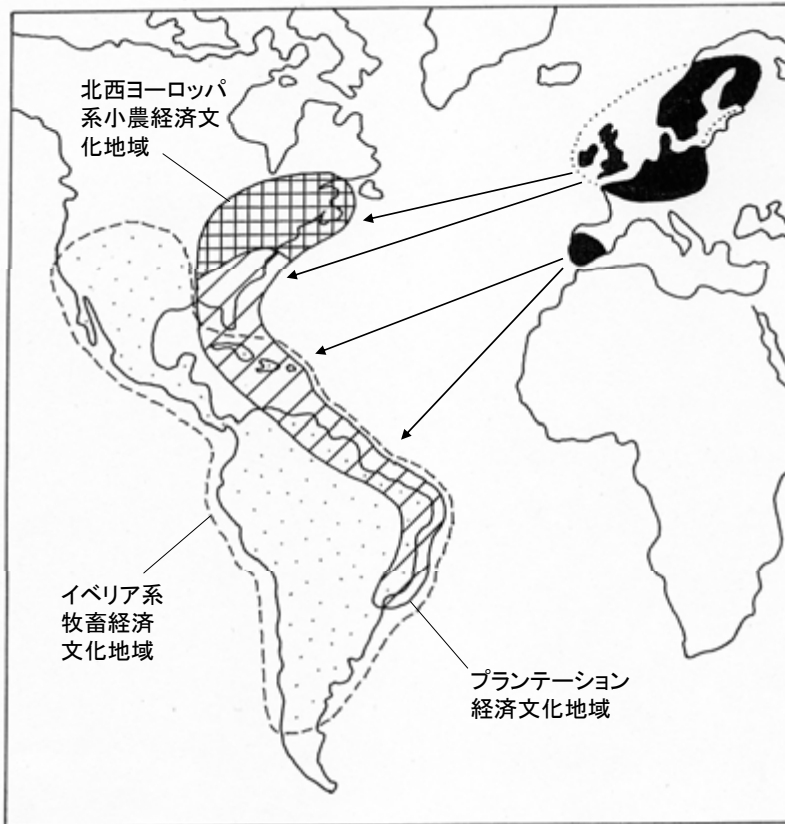 北西ヨーロッパ
系小農経済文
化地域
イベリア系
牧畜経済
文化地域
プランテーション
経済文化地域